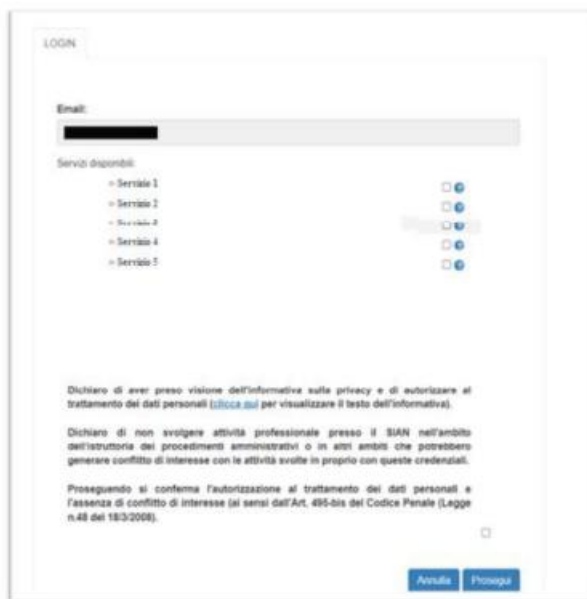 LOGIN
Email:
Servizi disponibili:
Servizio 1
Servizio 2
Servizio 4
Servizio 5
Dichiaro di aver preso visione dell'informativa sulla privacy e di autorizzare al
trattamento dei dati personali (clicca qui per visualizzare il testo dell'informativa).
Dichiaro di non svolgere attività professionale presso il SIAN nell'ambito
dell'istruttoria dei procedimenti amministrativi o in altri ambiti che potrebbero
generare conflitto di interesse con le attività svolte in proprio con queste credenziali.
Proseguendo si conferma l'autorizzazione al trattamento dei dati personali e
l'assenza di conflitto di interesse (ai sensi dall'Art. 495-bis del Codice Penale (Legge
n.48 del 18/3/2008).
Annulla Prosegui